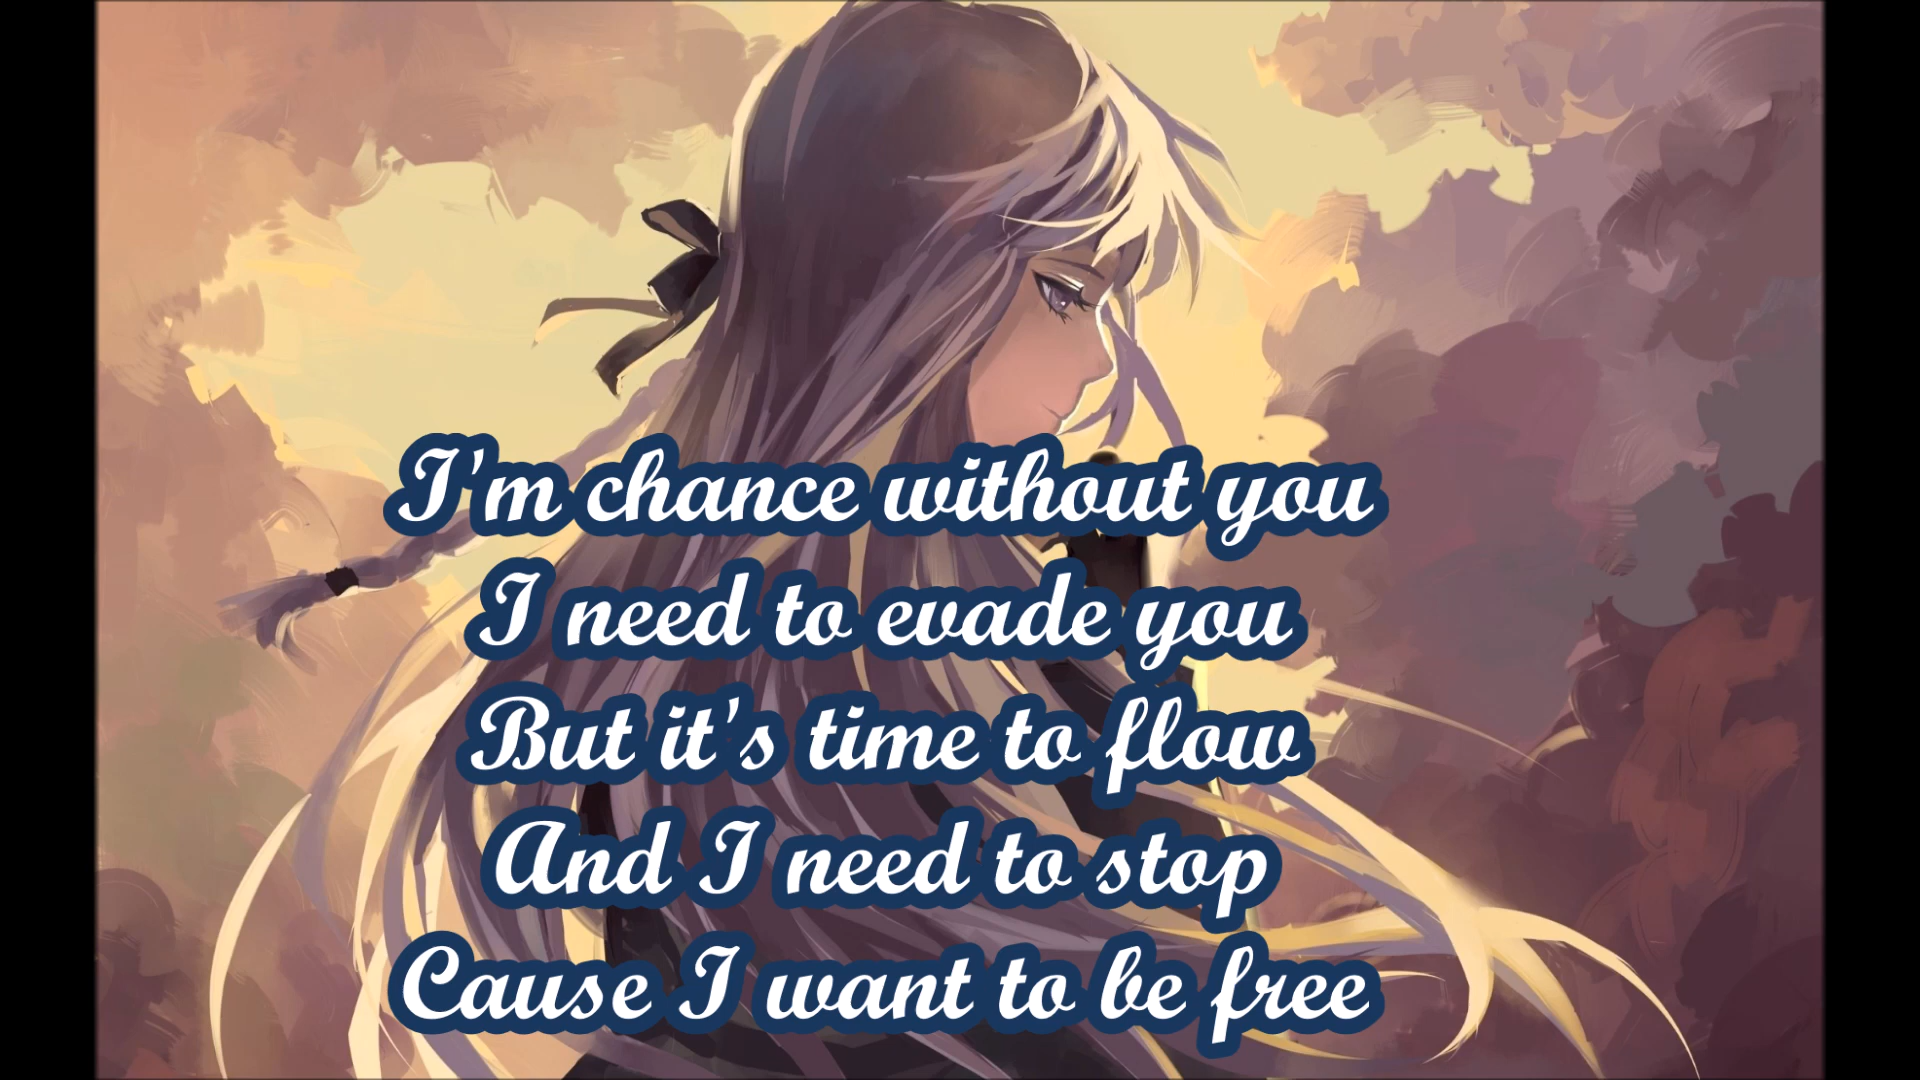 I'm chance without you
I need to evade you
But it's time to flow
And I need to stop
Cause I want to be free